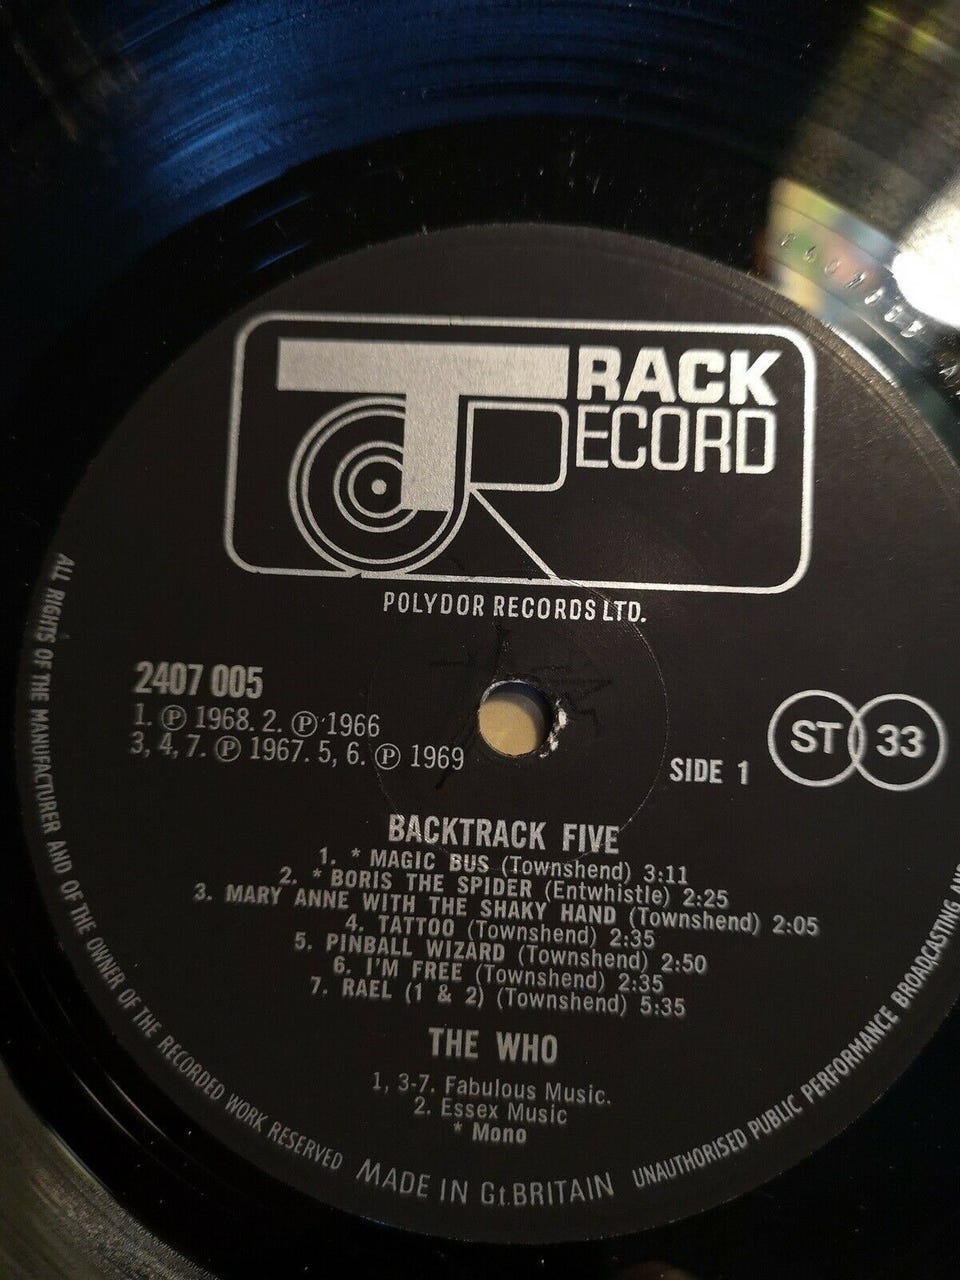 TRACK
RECORD
POLYDOR RECORDS LTD.
2407 005
1. ℗ 1968. 2. ℗ 1966
3, 4, 7. ℗ 1967. 5, 6. ℗ 1969
SIDE 1
ST 33
BACKTRACK FIVE
1. * MAGIC BUS (Townshend) 3:11
2. * BORIS THE SPIDER (Entwhistle) 2:25
3. MARY ANNE WITH THE SHAKY HAND (Townshend) 2:05
4. TATTOO (Townshend) 2:35
5. PINBALL WIZARD (Townshend) 2:50
6. I'M FREE (Townshend) 2:35
7. RAEL (1 & 2) (Townshend) 5:35
THE WHO
1, 3-7. Fabulous Music.
2. Essex Music
* Mono
ALL RIGHTS OF THE MANUFACTURER AND OF THE OWNER OF THE RECORDED WORK RESERVED
MADE IN Gt.BRITAIN
UNAUTHORISED PUBLIC PERFORMANCE BROADCASTING AND